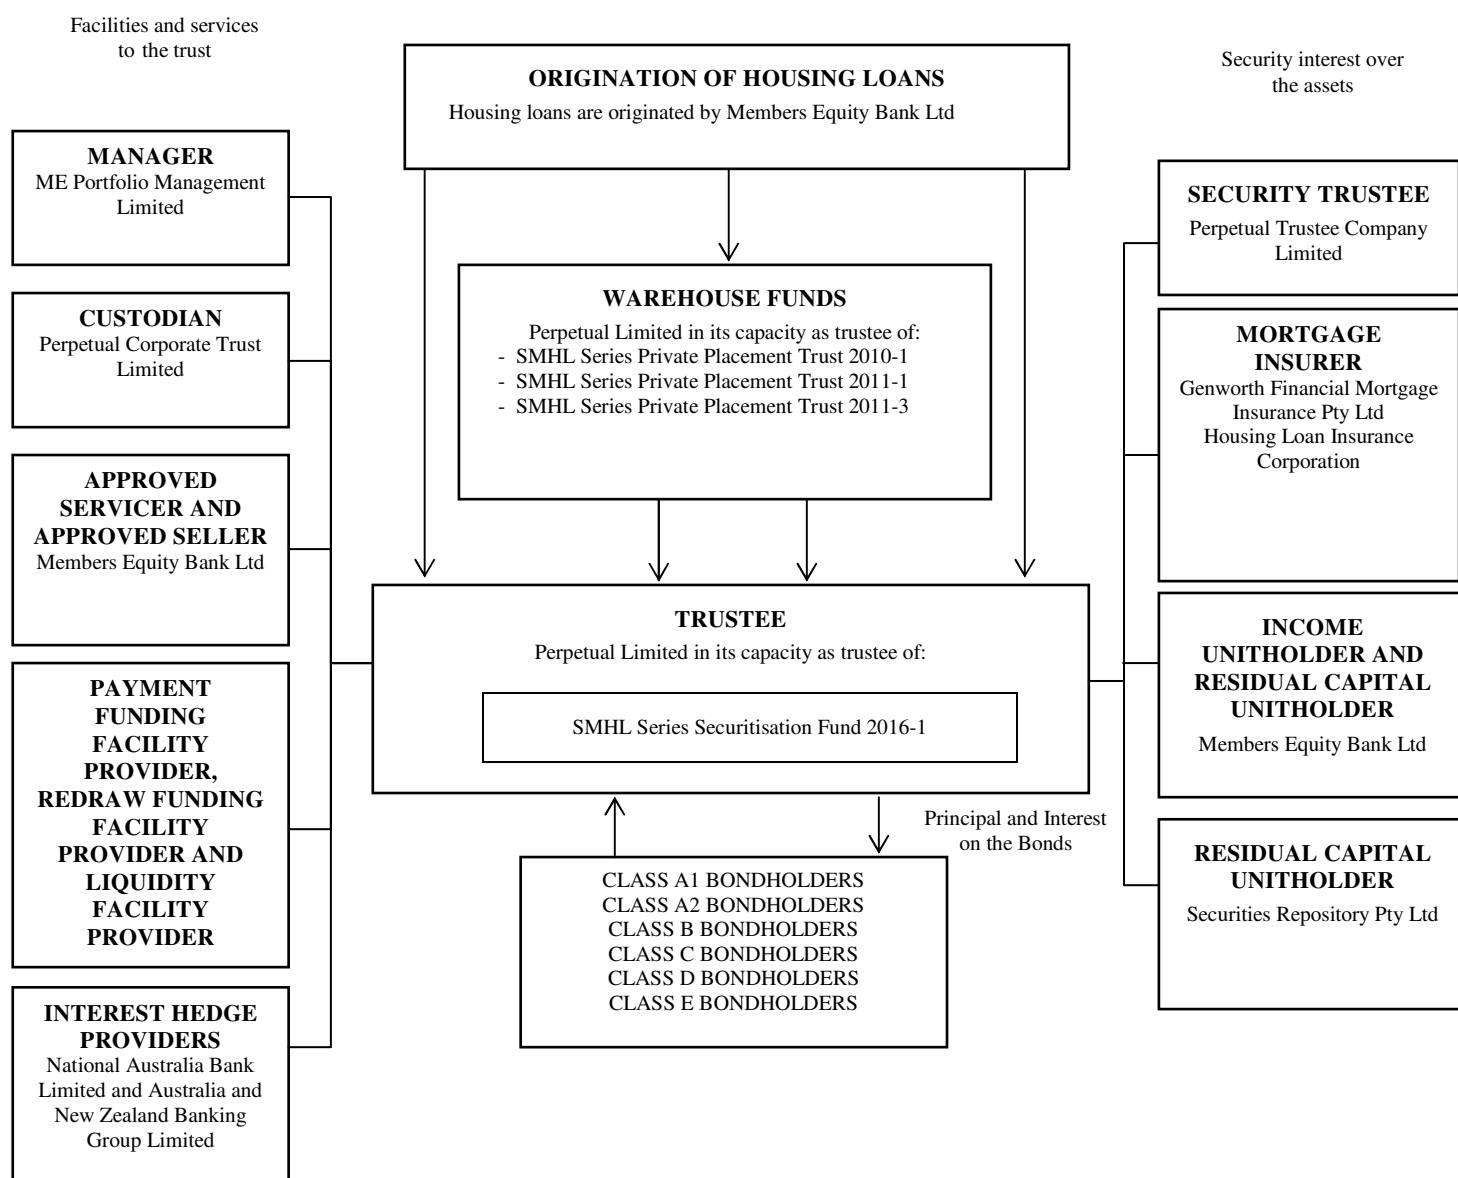 Facilities and services
to the trust
MANAGER
ME Portfolio Management
Limited
CUSTODIAN
Perpetual Corporate Trust
Limited
APPROVED
SERVICER AND
APPROVED SELLER
Members Equity Bank Ltd
PAYMENT
FUNDING
FACILITY
PROVIDER,
REDRAW FUNDING
FACILITY
PROVIDER AND
LIQUIDITY
FACILITY
PROVIDER
INTEREST HEDGE
PROVIDERS
National Australia Bank
Limited and Australia and
New Zealand Banking
Group Limited
ORIGINATION OF HOUSING LOANS
Housing loans are originated by Members Equity Bank Ltd
WAREHOUSE FUNDS
Perpetual Limited in its capacity as trustee of:
- SMHL Series Private Placement Trust 2010-1
- SMHL Series Private Placement Trust 2011-1
- SMHL Series Private Placement Trust 2011-3
TRUSTEE
Perpetual Limited in its capacity as trustee of:
SMHL Series Securitisation Fund 2016-1
Principal and Interest
on the Bonds
CLASS A1 BONDHOLDERS
CLASS A2 BONDHOLDERS
CLASS B BONDHOLDERS
CLASS C BONDHOLDERS
CLASS D BONDHOLDERS
CLASS E BONDHOLDERS
Security interest over
the assets
SECURITY TRUSTEE
Perpetual Trustee Company
Limited
MORTGAGE
INSURER
Genworth Financial Mortgage
Insurance Pty Ltd
Housing Loan Insurance
Corporation
INCOME
UNITHOLDER AND
RESIDUAL CAPITAL
UNITHOLDER
Members Equity Bank Ltd
RESIDUAL CAPITAL
UNITHOLDER
Securities Repository Pty Ltd